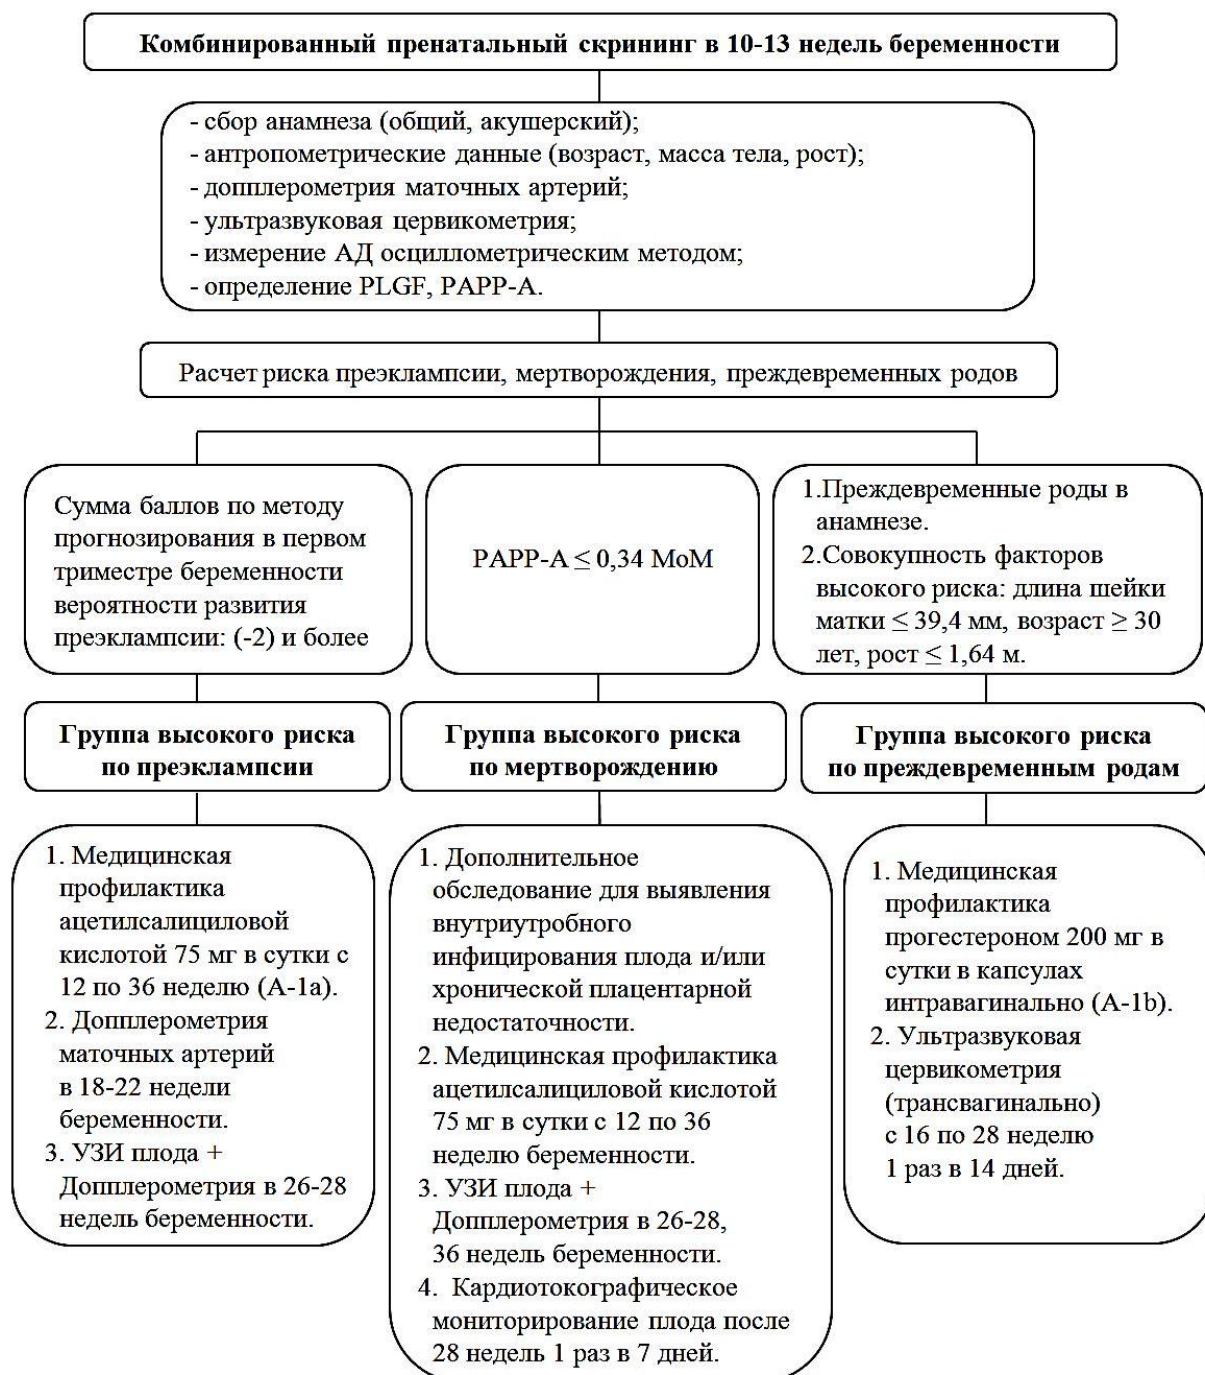 Комбинированный пренатальный скрининг в 10-13 недель беременности
- сбор анамнеза (общий, акушерский);
- антропометрические данные (возраст, масса тела, рост);
- допплерометрия маточных артерий;
- ультразвуковая цервикометрия;
- измерение АД осциллометрическим методом;
- определение PLGF, PAPP-A.
Расчет риска преэклампсии, мертворождения, преждевременных родов
Сумма баллов по методу
прогнозирования в первом
триместре беременности
вероятности развития
преэклампсии: (-2) и более
PAPP-A ≤ 0,34 МоМ
1.Преждевременные роды в
анамнезе.
2.Совокупность факторов
высокого риска: длина шейки
матки ≤ 39,4 мм, возраст ≥ 30
лет, рост ≤ 1,64 м.
Группа высокого риска
по преэклампсии
Группа высокого риска
по мертворождению
Группа высокого риска
по преждевременным родам
1. Медицинская
профилактика
ацетилсалициловой
кислотой 75 мг в сутки с
12 по 36 неделю (А-1а).
2. Допплерометрия
маточных артерий
в 18-22 недели
беременности.
3. УЗИ плода +
Допплерометрия в 26-28
недель беременности.
1. Дополнительное
обследование для выявления
внутриутробного
инфицирования плода и/или
хронической плацентарной
недостаточности.
2. Медицинская профилактика
ацетилсалициловой кислотой
75 мг в сутки с 12 по 36
неделю беременности.
3. УЗИ плода +
Допплерометрия в 26-28,
36 недель беременности.
4. Кардиотокографическое
мониторирование плода после
28 недель 1 раз в 7 дней.
1. Медицинская
профилактика
прогестероном 200 мг в
сутки в капсулах
интравагинально (А-1b).
2. Ультразвуковая
цервикометрия
(трансвагинально)
с 16 по 28 неделю
1 раз в 14 дней.